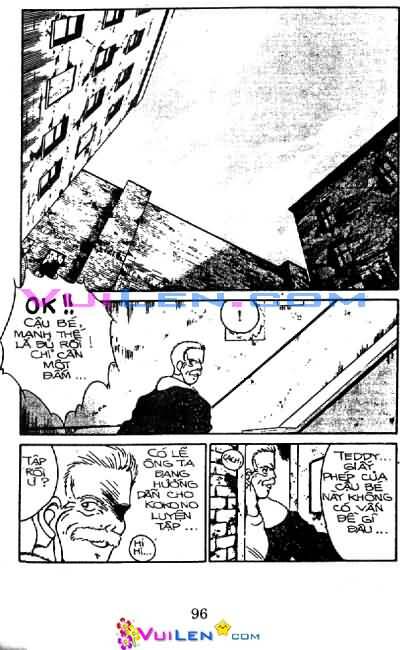 OK!!
CẬU BÉ,
MẠNH THẾ
LÀ ĐỦ RỒI!
CHỈ CẦN
MỘT
ĐẤM...
VUILEN.COM
!
TEDDY...
GIẤY
PHÉP CỦA
CẬU BÉ
NÀY KHÔNG
CÓ VẤN
ĐỀ GÌ
ĐÂU...
CẠCH
CÓ LẼ
ÔNG TA
ĐANG
HƯỚNG
DẪN CHO
KOKONO
LUYỆN
TẬP...
TẬP
RỒI
Ư?
HI
HI...
96
VUILEN.COM